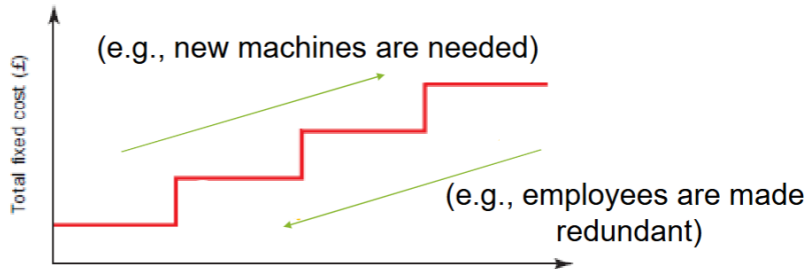 (e.g., new machines are needed)
Total fixed cost (£)
(e.g., employees are made
redundant)